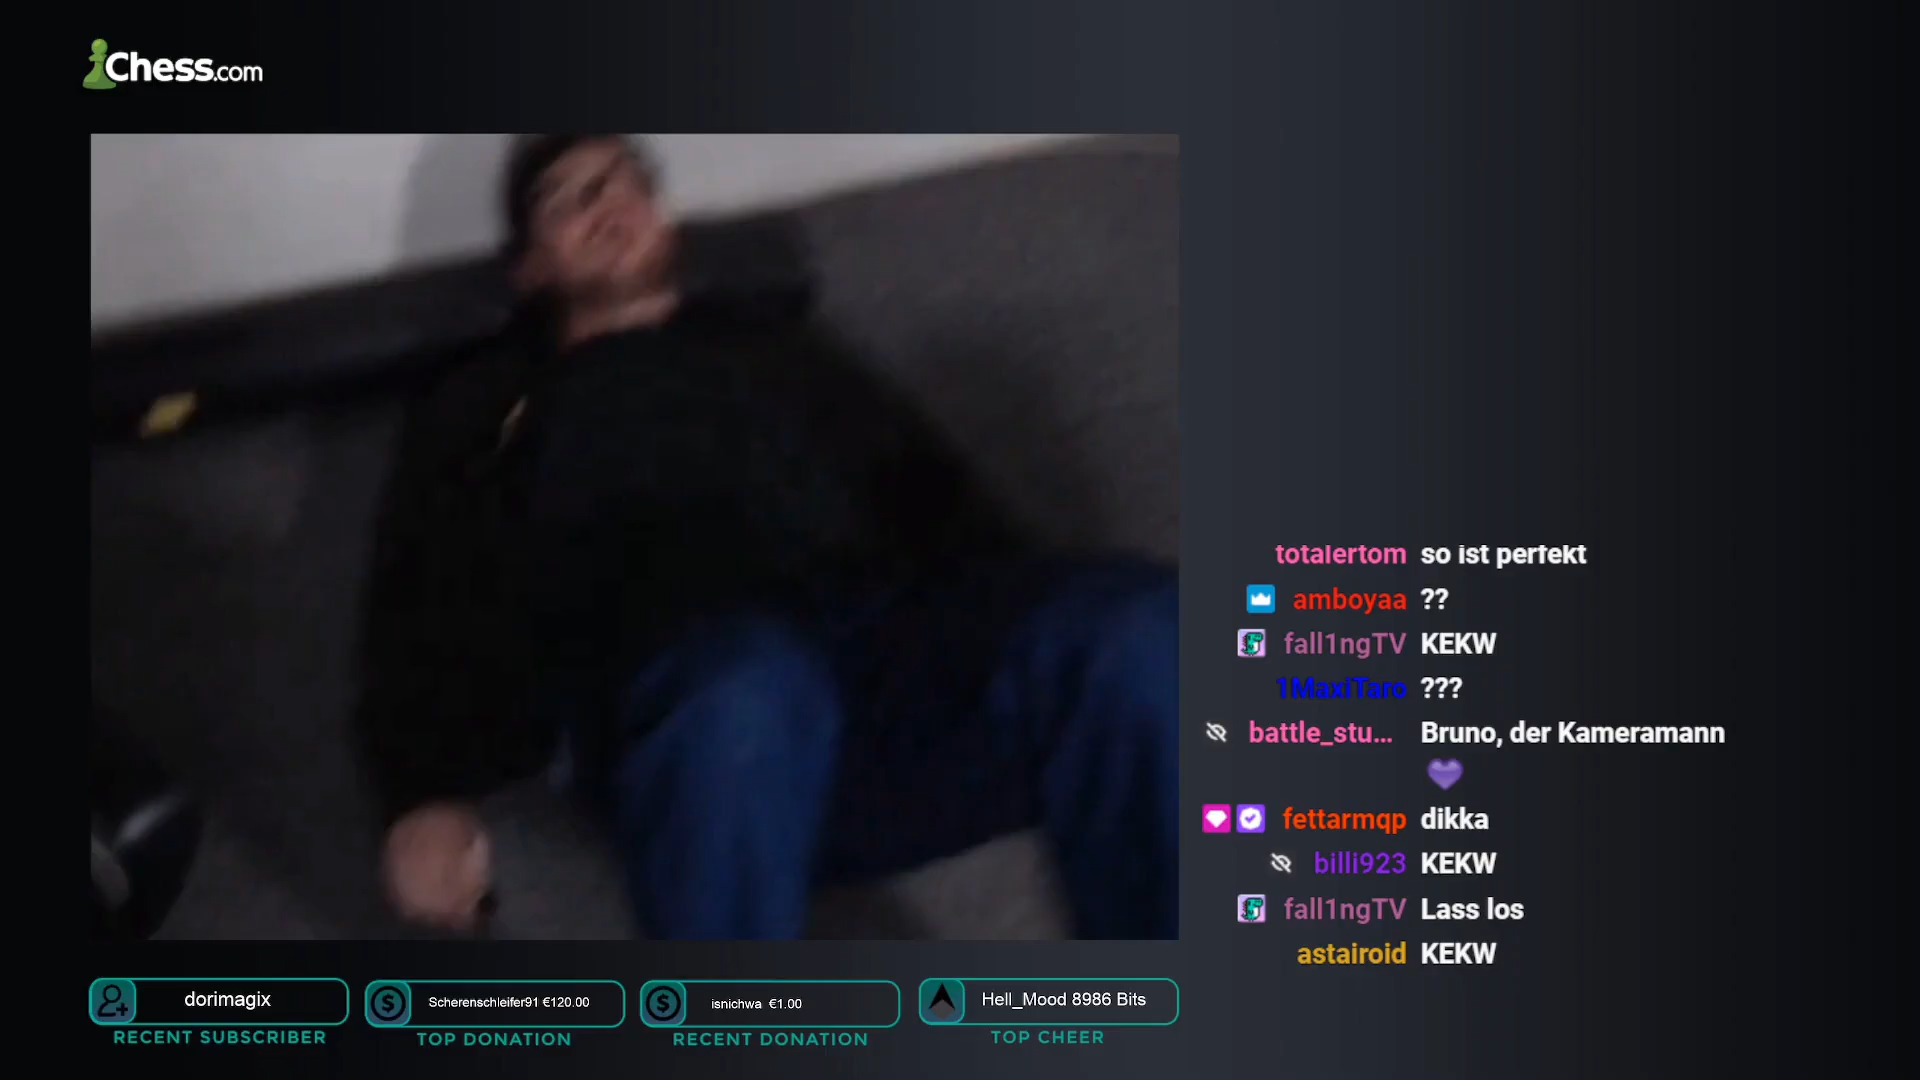 Chess.com
totalertom so ist perfekt
amboyaa ??
fall1ngTV KEKW
1MaxiTaro ???
battle_stu... Bruno, der Kameramann
fettarmqp dikka
billi923 KEKW
fall1ngTV Lass los
astairoid KEKW
dorimagix
RECENT SUBSCRIBER
Scherenschleifer91 €120.00
TOP DONATION
isnichwa €1.00
RECENT DONATION
Hell_Mood 8986 Bits
TOP CHEER